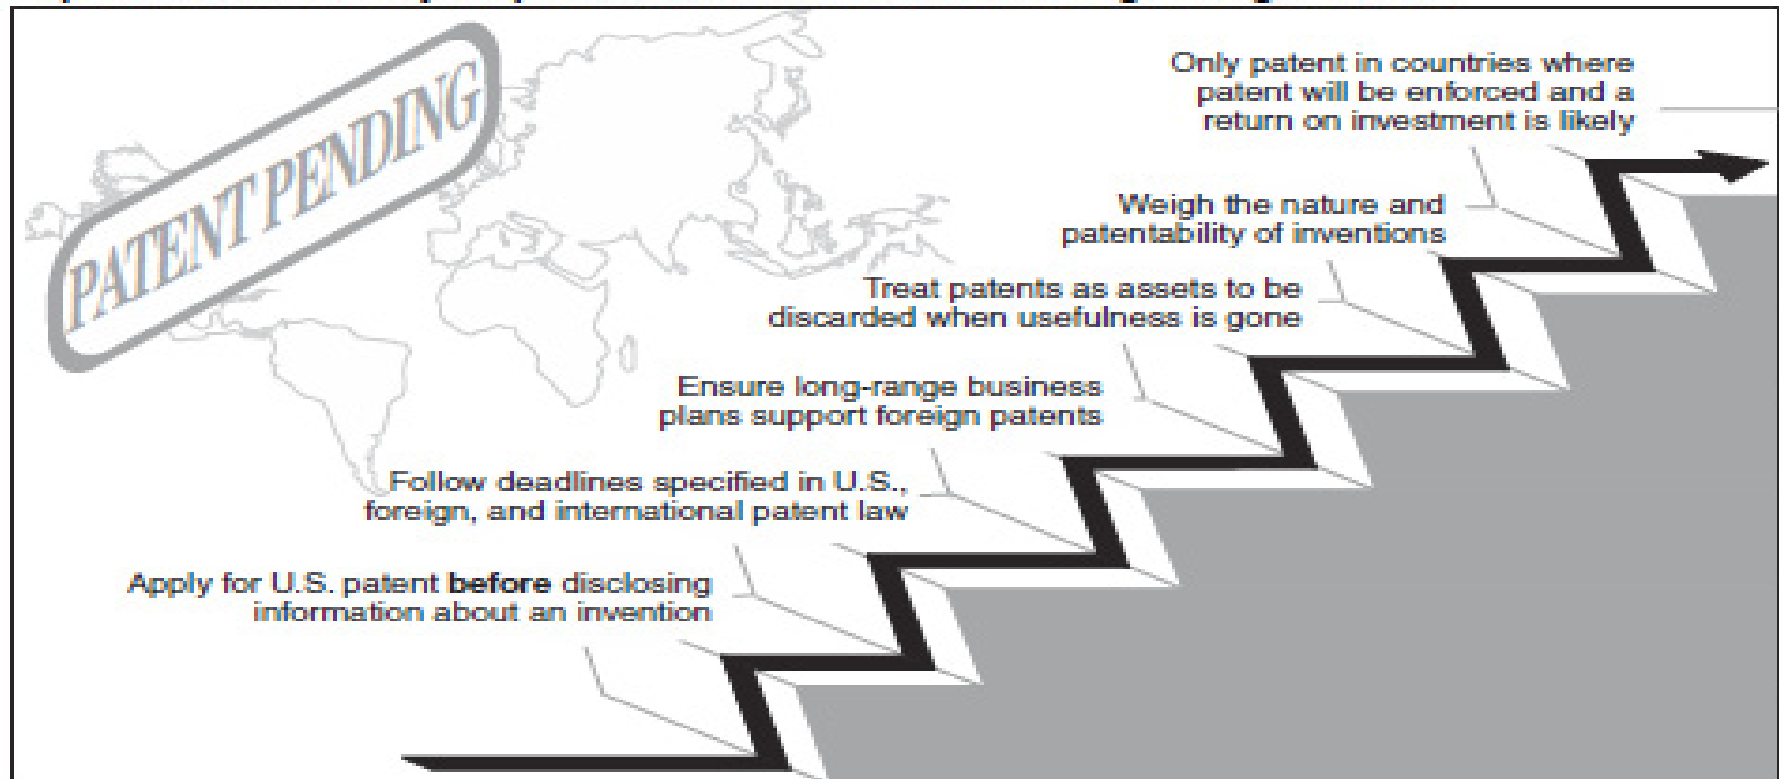 PATENT PENDING
Only patent in countries where
patent will be enforced and a
return on investment is likely
Weigh the nature and
patentability of inventions
Treat patents as assets to be
discarded when usefulness is gone
Ensure long-range business
plans support foreign patents
Follow deadlines specified in U.S.,
foreign, and international patent law
Apply for U.S. patent before disclosing
information about an invention